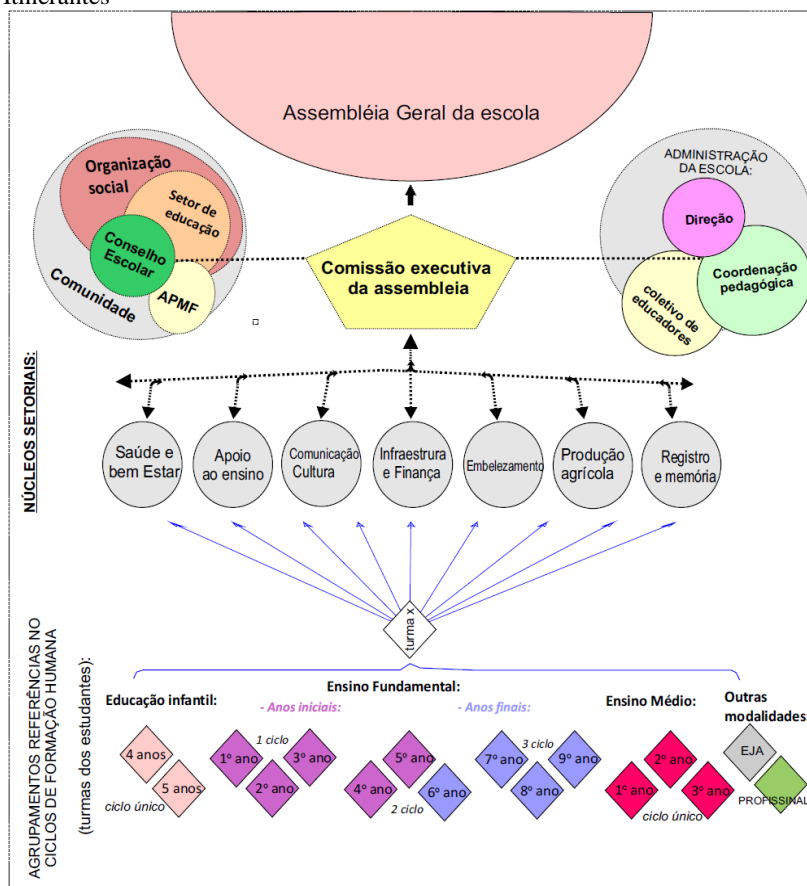 Itinerantes
Assembléia Geral da escola
Organização
social
Setor de
educação
Conselho
Escolar
APMF
Comunidade
Comissão executiva
da assembleia
ADMINISTRAÇÃO
DA ESCOLA:
Direção
Coordenação
pedagógica
coletivo de
educadores
NÚCLEOS SETORIAIS:
Saúde e
bem Estar
Apoio
ao ensino
Comunicação
Cultura
Infraestrura
e Finança
Embelezamento
Produção
agrícola
Registro
e memória
turma x
AGRUPAMENTOS REFERÊNCIAS NO
CICLOS DE FORMAÇÃO HUMANA
(turmas dos estudantes):
Educação infantil:
4 anos
5 anos
ciclo único
Ensino Fundamental:
- Anos iniciais:
1 ciclo
1º ano
2º ano
3º ano
4º ano
5º ano
6º ano
2 ciclo
- Anos finais:
3 ciclo
7º ano
8º ano
9º ano
Ensino Médio:
1º ano
2º ano
3º ano
ciclo único
Outras
modalidades:
EJA
PROFISSINAL